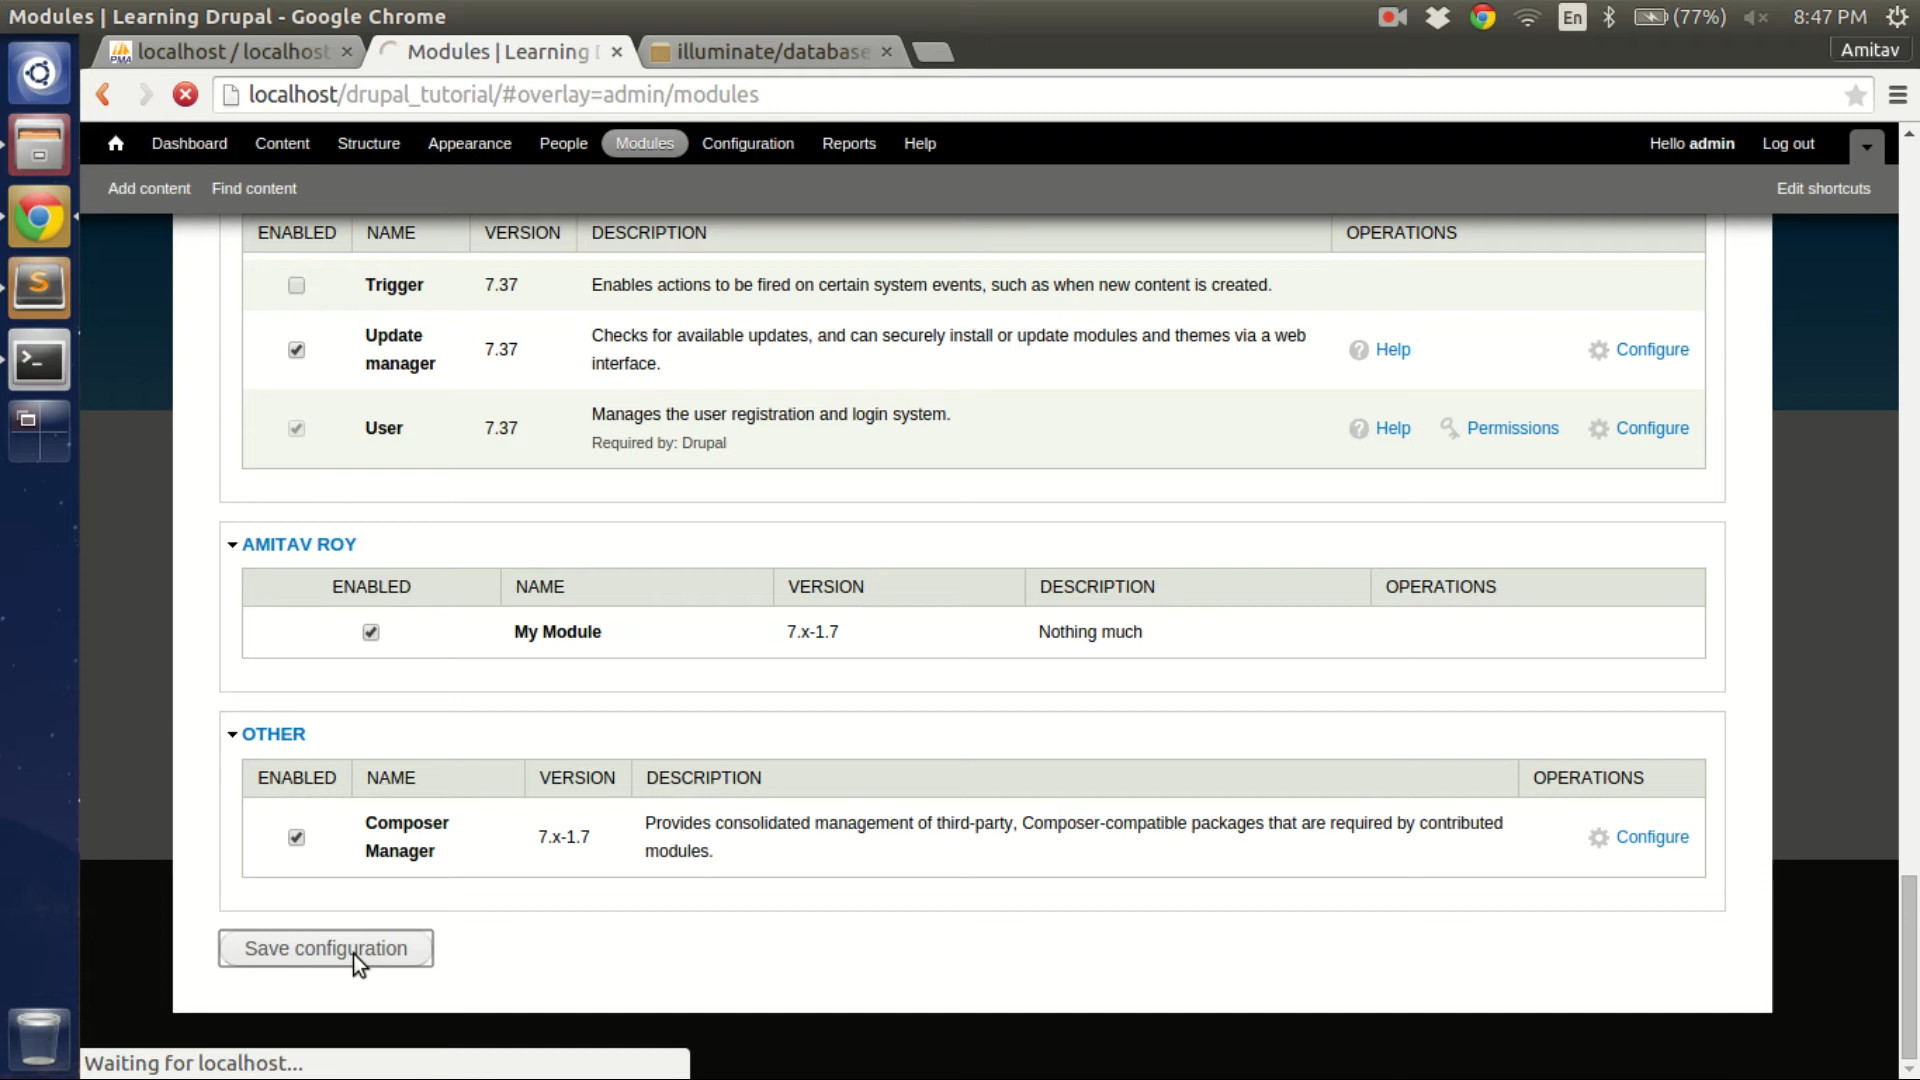 Modules | Learning Drupal - Google Chrome
En
(77%)
8:47 PM
localhost / localhost
Modules | Learning D
illuminate/database
Amitav
localhost/drupal_tutorial/#overlay=admin/modules
Dashboard Content Structure Appearance People Modules Configuration Reports Help
Hello admin Log out
Add content Find content
Edit shortcuts
ENABLED NAME VERSION DESCRIPTION OPERATIONS
Trigger 7.37 Enables actions to be fired on certain system events, such as when new content is created.
Update manager 7.37 Checks for available updates, and can securely install or update modules and themes via a web interface. Help Configure
User 7.37 Manages the user registration and login system. Help Permissions Configure
Required by: Drupal
AMITAV ROY
ENABLED NAME VERSION DESCRIPTION OPERATIONS
My Module 7.x-1.7 Nothing much
OTHER
ENABLED NAME VERSION DESCRIPTION OPERATIONS
Composer Manager 7.x-1.7 Provides consolidated management of third-party, Composer-compatible packages that are required by contributed modules. Configure
Save configuration
Waiting for localhost...
PMA
S
>_